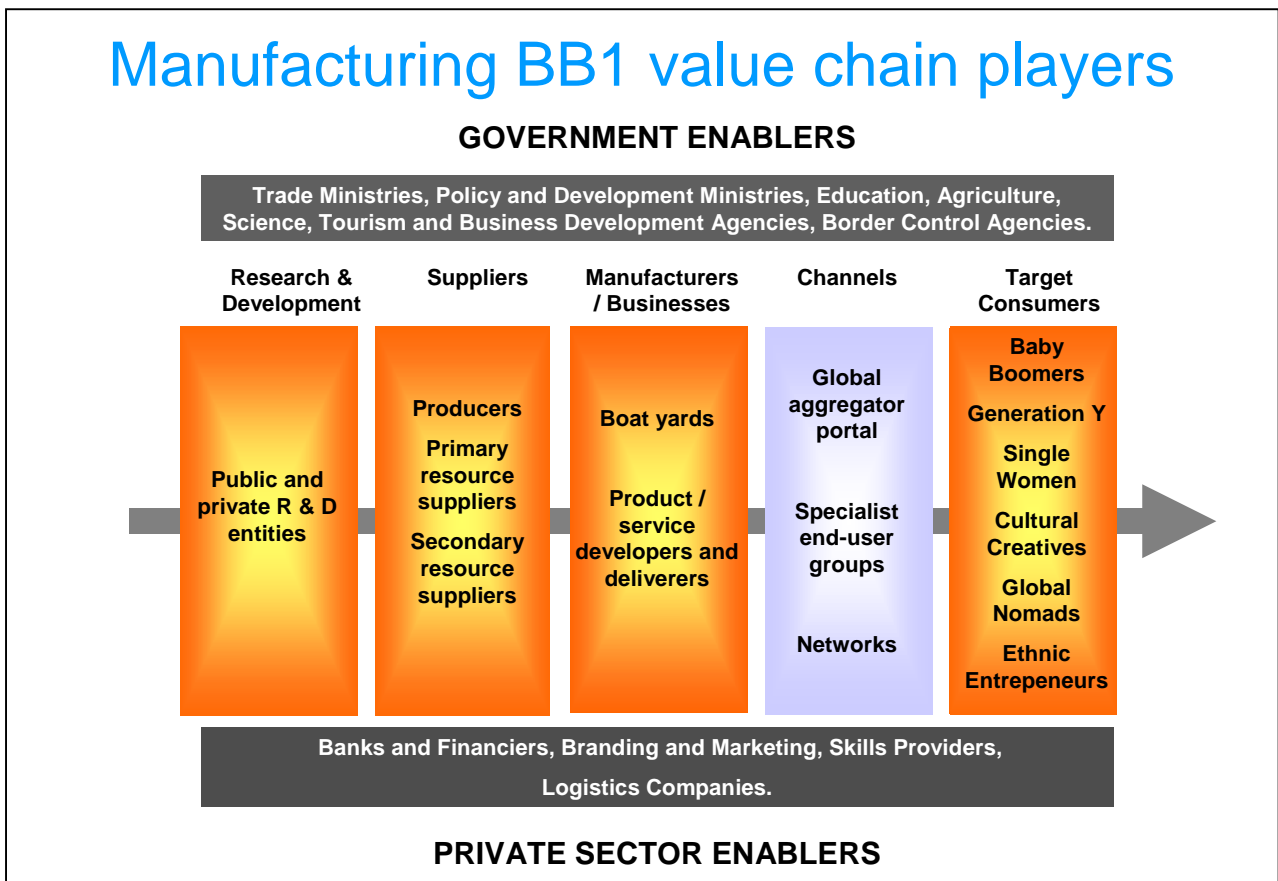 Manufacturing BB1 value chain players
GOVERNMENT ENABLERS
Trade Ministries, Policy and Development Ministries, Education, Agriculture,
Science, Tourism and Business Development Agencies, Border Control Agencies.
Research &
Development
Public and
private R & D
entities
Suppliers
Producers
Primary
resource
suppliers
Secondary
resource
suppliers
Manufacturers
/ Businesses
Boat yards
Product /
service
developers and
deliverers
Channels
Global
aggregator
portal
Specialist
end-user
groups
Networks
Target
Consumers
Baby
Boomers
Generation Y
Single
Women
Cultural
Creatives
Global
Nomads
Ethnic
Entrepeneurs
Banks and Financiers, Branding and Marketing, Skills Providers,
Logistics Companies.
PRIVATE SECTOR ENABLERS